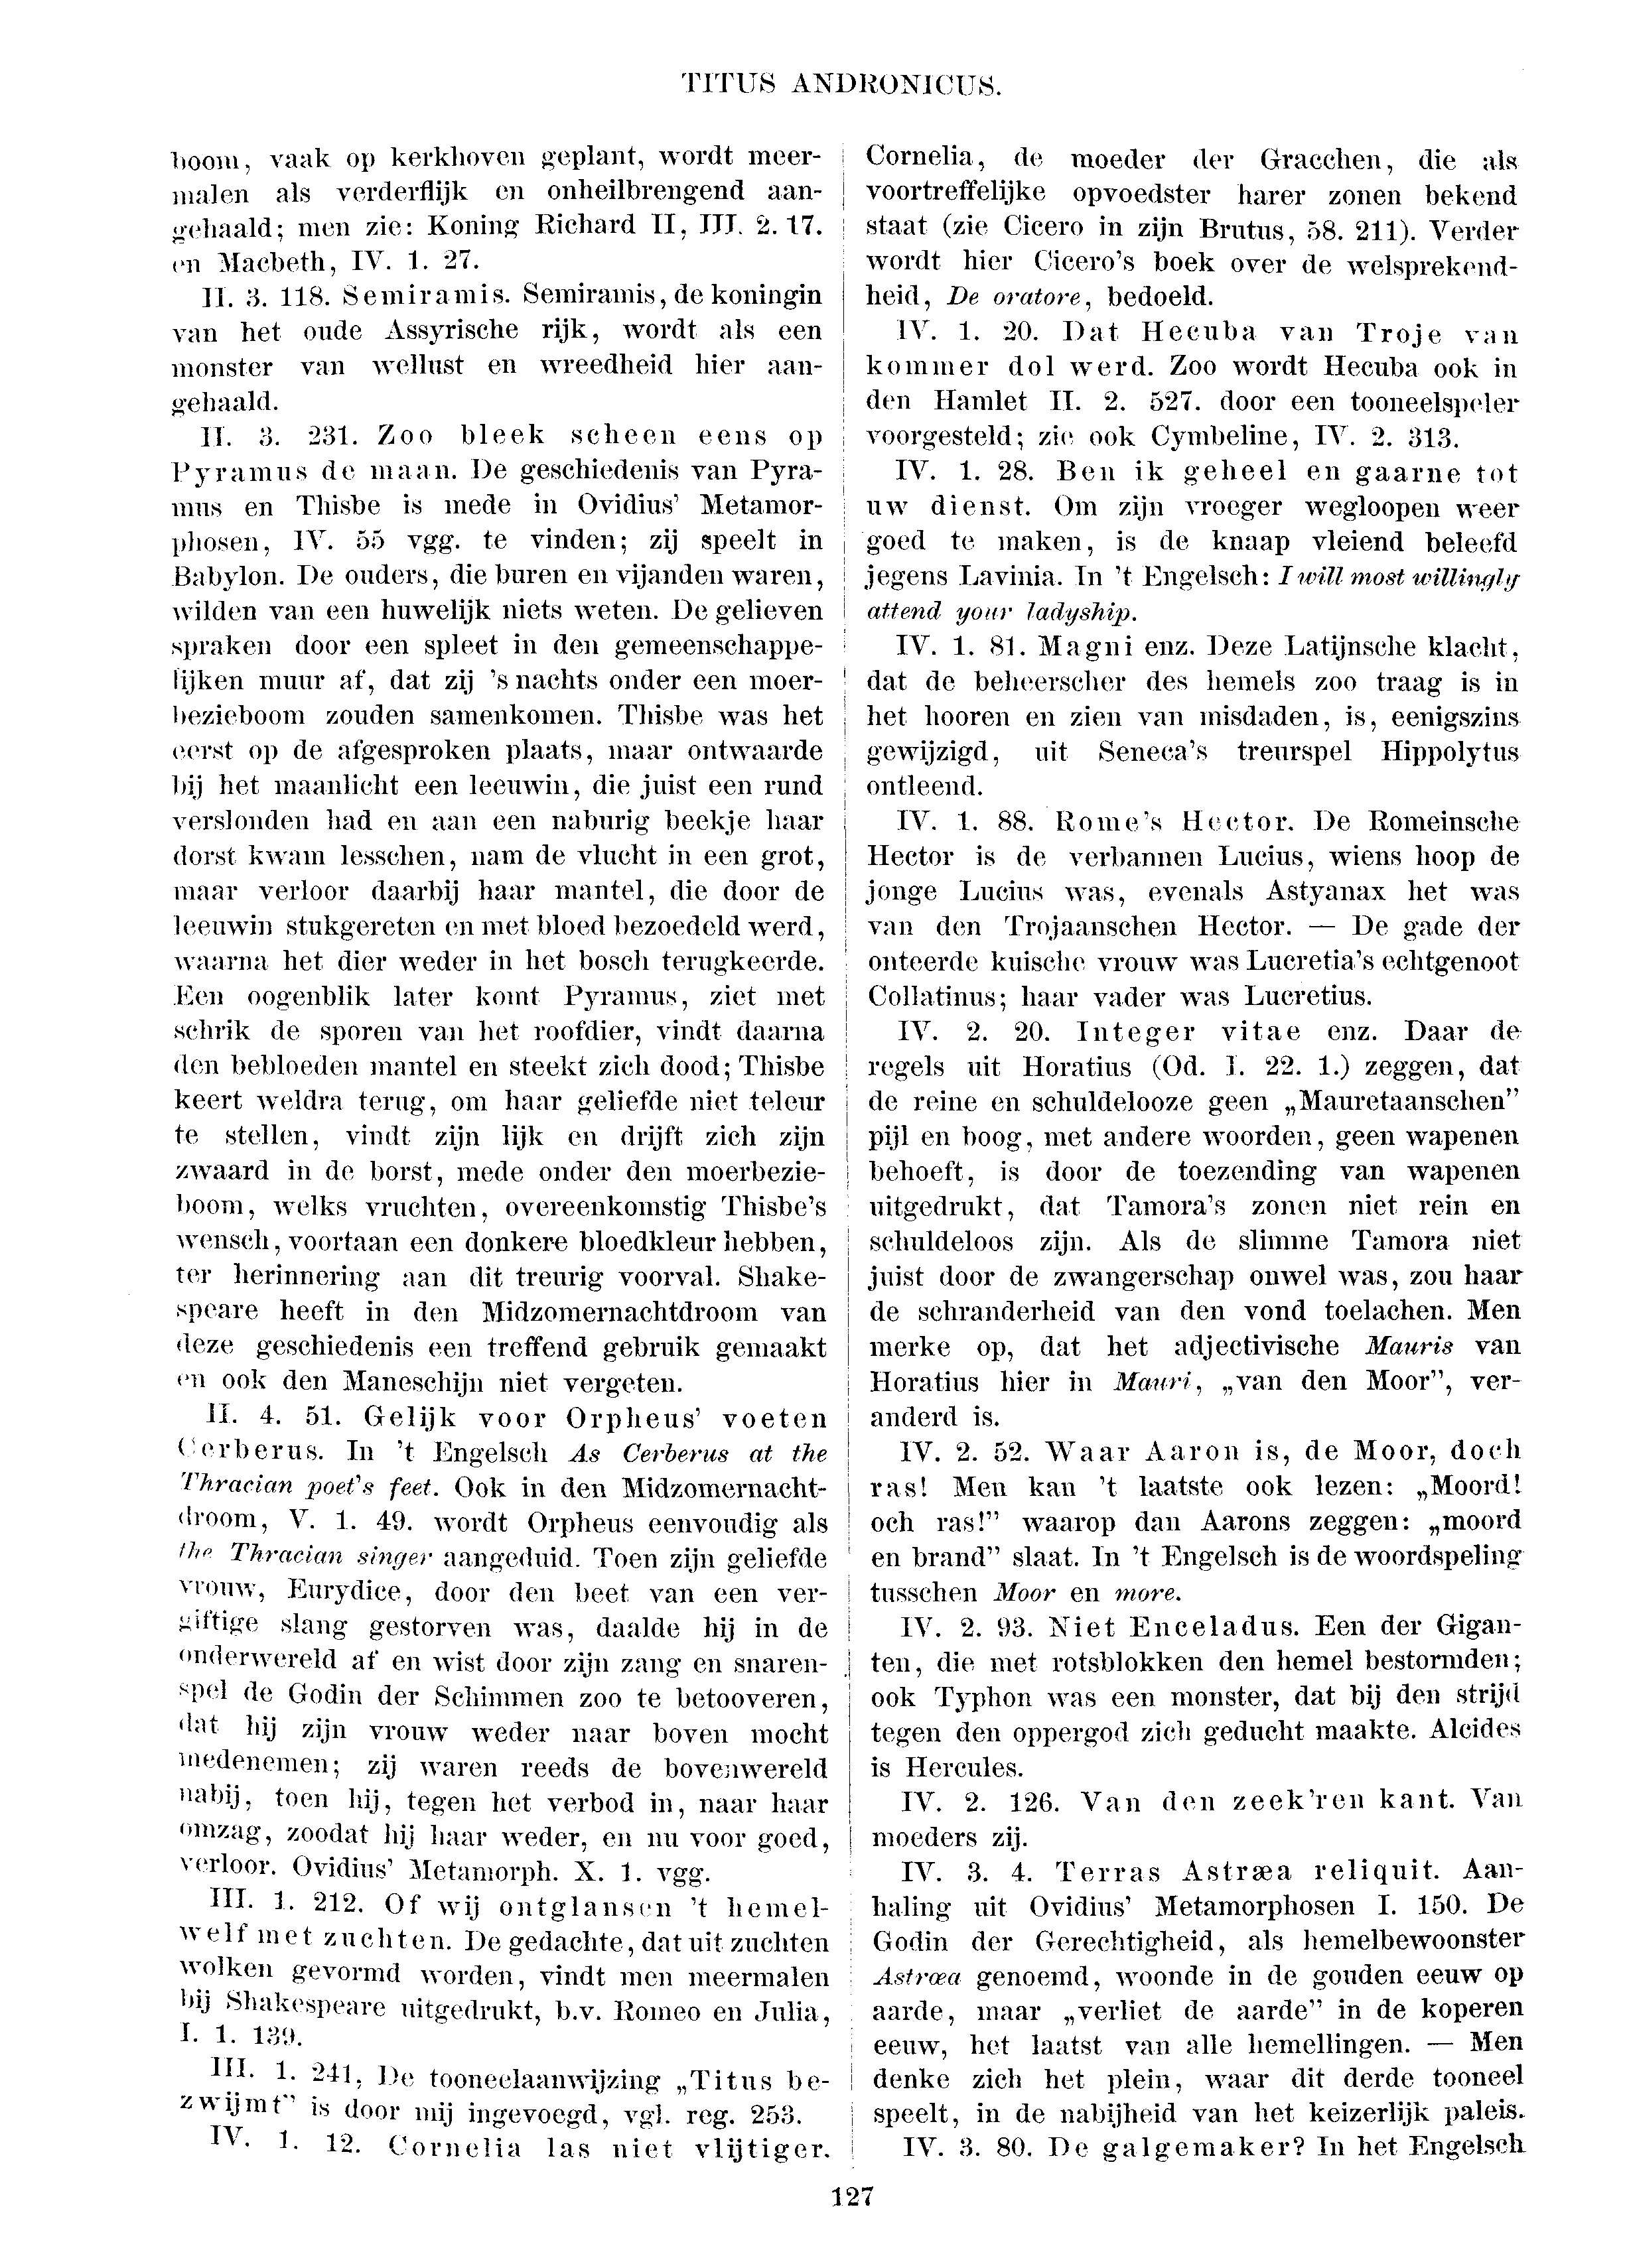 TITUS ANDRONICUS.
boom, vaak op kerkhoven geplant, wordt meer-
malen als verderflijk en onheilbrengend aan-
gehaald; men zie: Koning Richard II, III. 2. 17.
en Macbeth, IV. 1. 27.
II. 3. 118. Semiramis. Semiramis, de koningin
van het oude Assyrische rijk, wordt als een
monster van wellust en wreedheid hier aan-
gehaald.
II. 3. 231. Zoo bleek scheen eens op
Pyramus de maan. De geschiedenis van Pyra-
mus en Thisbe is mede in Ovidius' Metamor-
phosen, IV. 55 vgg. te vinden; zij speelt in
Babylon. De ouders, die buren en vijanden waren,
wilden van een huwelijk niets weten. De gelieven
spraken door een spleet in den gemeenschappe-
lijken muur af, dat zij 's nachts onder een moer-
bezieboom zouden samenkomen. Thisbe was het
eerst op de afgesproken plaats, maar ontwaarde
bij het maanlicht een leeuwin, die juist een rund
verslonden had en aan een naburig beekje haar
dorst kwam lesschen, nam de vlucht in een grot,
maar verloor daarbij haar mantel, die door de
leeuwin stukgereten en met bloed bezoedeld werd,
waarna het dier weder in het bosch terugkeerde.
Een oogenblik later komt Pyramus, ziet met
schrik de sporen van het roofdier, vindt daarna
den bebloeden mantel en steekt zich dood; Thisbe
keert weldra terug, om haar geliefde niet teleur
te stellen, vindt zijn lijk en drijft zich zijn
zwaard in de borst, mede onder den moerbezie-
boom, welks vruchten, overeenkomstig Thisbe's
wensch, voortaan een donkere bloedkleur hebben,
ter herinnering aan dit treurig voorval. Shake-
speare heeft in den Midzomernachtdroom van
deze geschiedenis een treffend gebruik gemaakt
en ook den Maneschijn niet vergeten.
II. 4. 51. Gelijk voor Orpheus' voeten
Cerberus. In 't Engelsch As Cerberus at the
Thracian poet's feet. Ook in den Midzomernacht-
droom, V. 1. 49. wordt Orpheus eenvoudig als
the Thracian singer aangeduid. Toen zijn geliefde
vrouw, Eurydice, door den beet van een ver-
giftige slang gestorven was, daalde hij in de
onderwereld af en wist door zijn zang en snaren-
spel de Godin der Schimmen zoo te betooveren,
dat hij zijn vrouw weder naar boven mocht
medenemen; zij waren reeds de bovenwereld
nabij, toen hij, tegen het verbod in, naar haar
omzag, zoodat hij haar weder, en nu voor goed,
verloor. Ovidius' Metamorph. X. 1. vgg.
III. 1. 212. Of wij ontglansen 't hemel-
welf met zuchten. De gedachte, dat uit zuchten
wolken gevormd worden, vindt men meermalen
bij Shakespeare uitgedrukt, b.v. Romeo en Julia,
I. 1. 139.
III. 1. 241. De tooneelaanwijzing „Titus be-
zwijmt" is door mij ingevoegd, vgl. reg. 253.
IV. 1. 12. Cornelia las niet vlijtiger.
Cornelia, de moeder der Gracchen, die als
voortreffelijke opvoedster harer zonen bekend
staat (zie Cicero in zijn Brutus, 58. 211). Verder
wordt hier Cicero's boek over de welsprekend-
heid, De oratore, bedoeld.
IV. 1. 20. Dat Hecuba van Troje van
kommer dol werd. Zoo wordt Hecuba ook in
den Hamlet II. 2. 527. door een tooneelspeler
voorgesteld; zie ook Cymbeline, IV. 2. 313.
IV. 1. 28. Ben ik geheel en gaarne tot
uw dienst. Om zijn vroeger wegloopen weer
goed te maken, is de knaap vleiend beleefd
jegens Lavinia. In 't Engelsch: I will most willingly
attend your ladyship.
IV. 1. 81. Magni enz. Deze Latijnsche klacht,
dat de beheerscher des hemels zoo traag is in
het hooren en zien van misdaden, is, eenigszins
gewijzigd, uit Seneca's treurspel Hippolytus
ontleend.
IV. 1. 88. Rome's Hector. De Romeinsche
Hector is de verbannen Lucius, wiens hoop de
jonge Lucius was, evenals Astyanax het was
van den Trojaanschen Hector. — De gade der
onteerde kuische vrouw was Lucretia's echtgenoot
Collatinus; haar vader was Lucretius.
IV. 2. 20. Integer vitae enz. Daar de
regels uit Horatius (Od. I. 22. 1.) zeggen, dat
de reine en schuldelooze geen „Mauretaanschen"
pijl en boog, met andere woorden, geen wapenen
behoeft, is door de toezending van wapenen
uitgedrukt, dat Tamora's zonen niet rein en
schuldeloos zijn. Als de slimme Tamora niet
juist door de zwangerschap onwel was, zou haar
de schranderheid van den vond toelachen. Men
merke op, dat het adjectivische Mauris van
Horatius hier in Mauri, „van den Moor", ver-
anderd is.
IV. 2. 52. Waar Aaron is, de Moor, doch
ras! Men kan 't laatste ook lezen: „Moord!
och ras!" waarop dan Aarons zeggen: „moord
en brand" slaat. In 't Engelsch is de woordspeling
tusschen Moor en more.
IV. 2. 93. Niet Enceladus. Een der Gigan-
ten, die met rotsblokken den hemel bestormden;
ook Typhon was een monster, dat bij den strijd
tegen den oppergod zich geducht maakte. Alcides
is Hercules.
IV. 2. 126. Van den zeek'ren kant. Van
moeders zij.
IV. 3. 4. Terras Astræa reliquit. Aan-
haling uit Ovidius' Metamorphosen I. 150. De
Godin der Gerechtigheid, als hemelbewoonster
Astræa genoemd, woonde in de gouden eeuw op
aarde, maar „verliet de aarde" in de koperen
eeuw, het laatst van alle hemellingen. — Men
denke zich het plein, waar dit derde tooneel
speelt, in de nabijheid van het keizerlijk paleis.
IV. 3. 80. De galgemaker? In het Engelsch
127